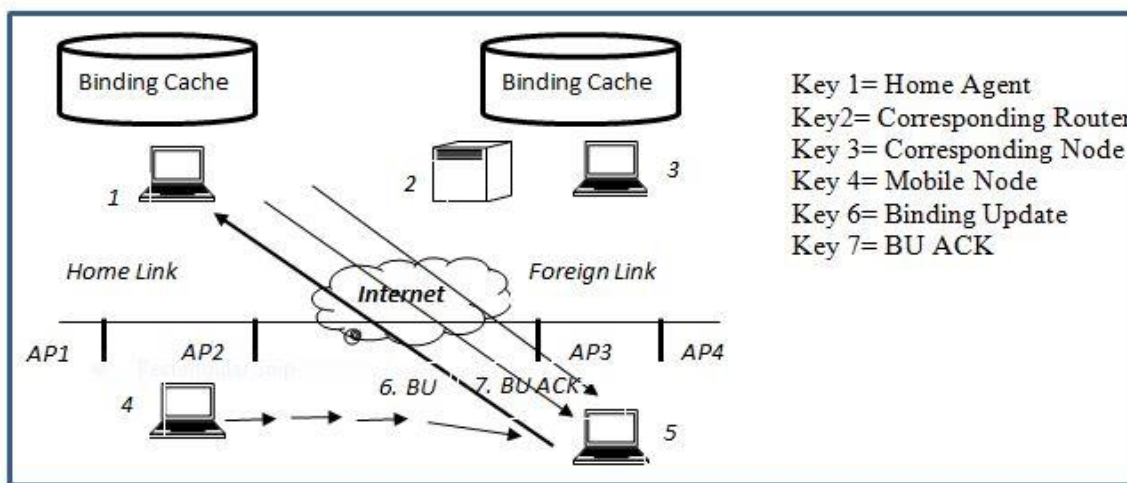 Binding Cache
Binding Cache
Key 1= Home Agent
Key2= Corresponding Router
Key 3= Corresponding Node
Key 4= Mobile Node
Key 6= Binding Update
Key 7= BU ACK
1
2
3
Home Link
Internet
Foreign Link
AP1
AP2
AP3
AP4
4
6. BU
7. BU ACK
5